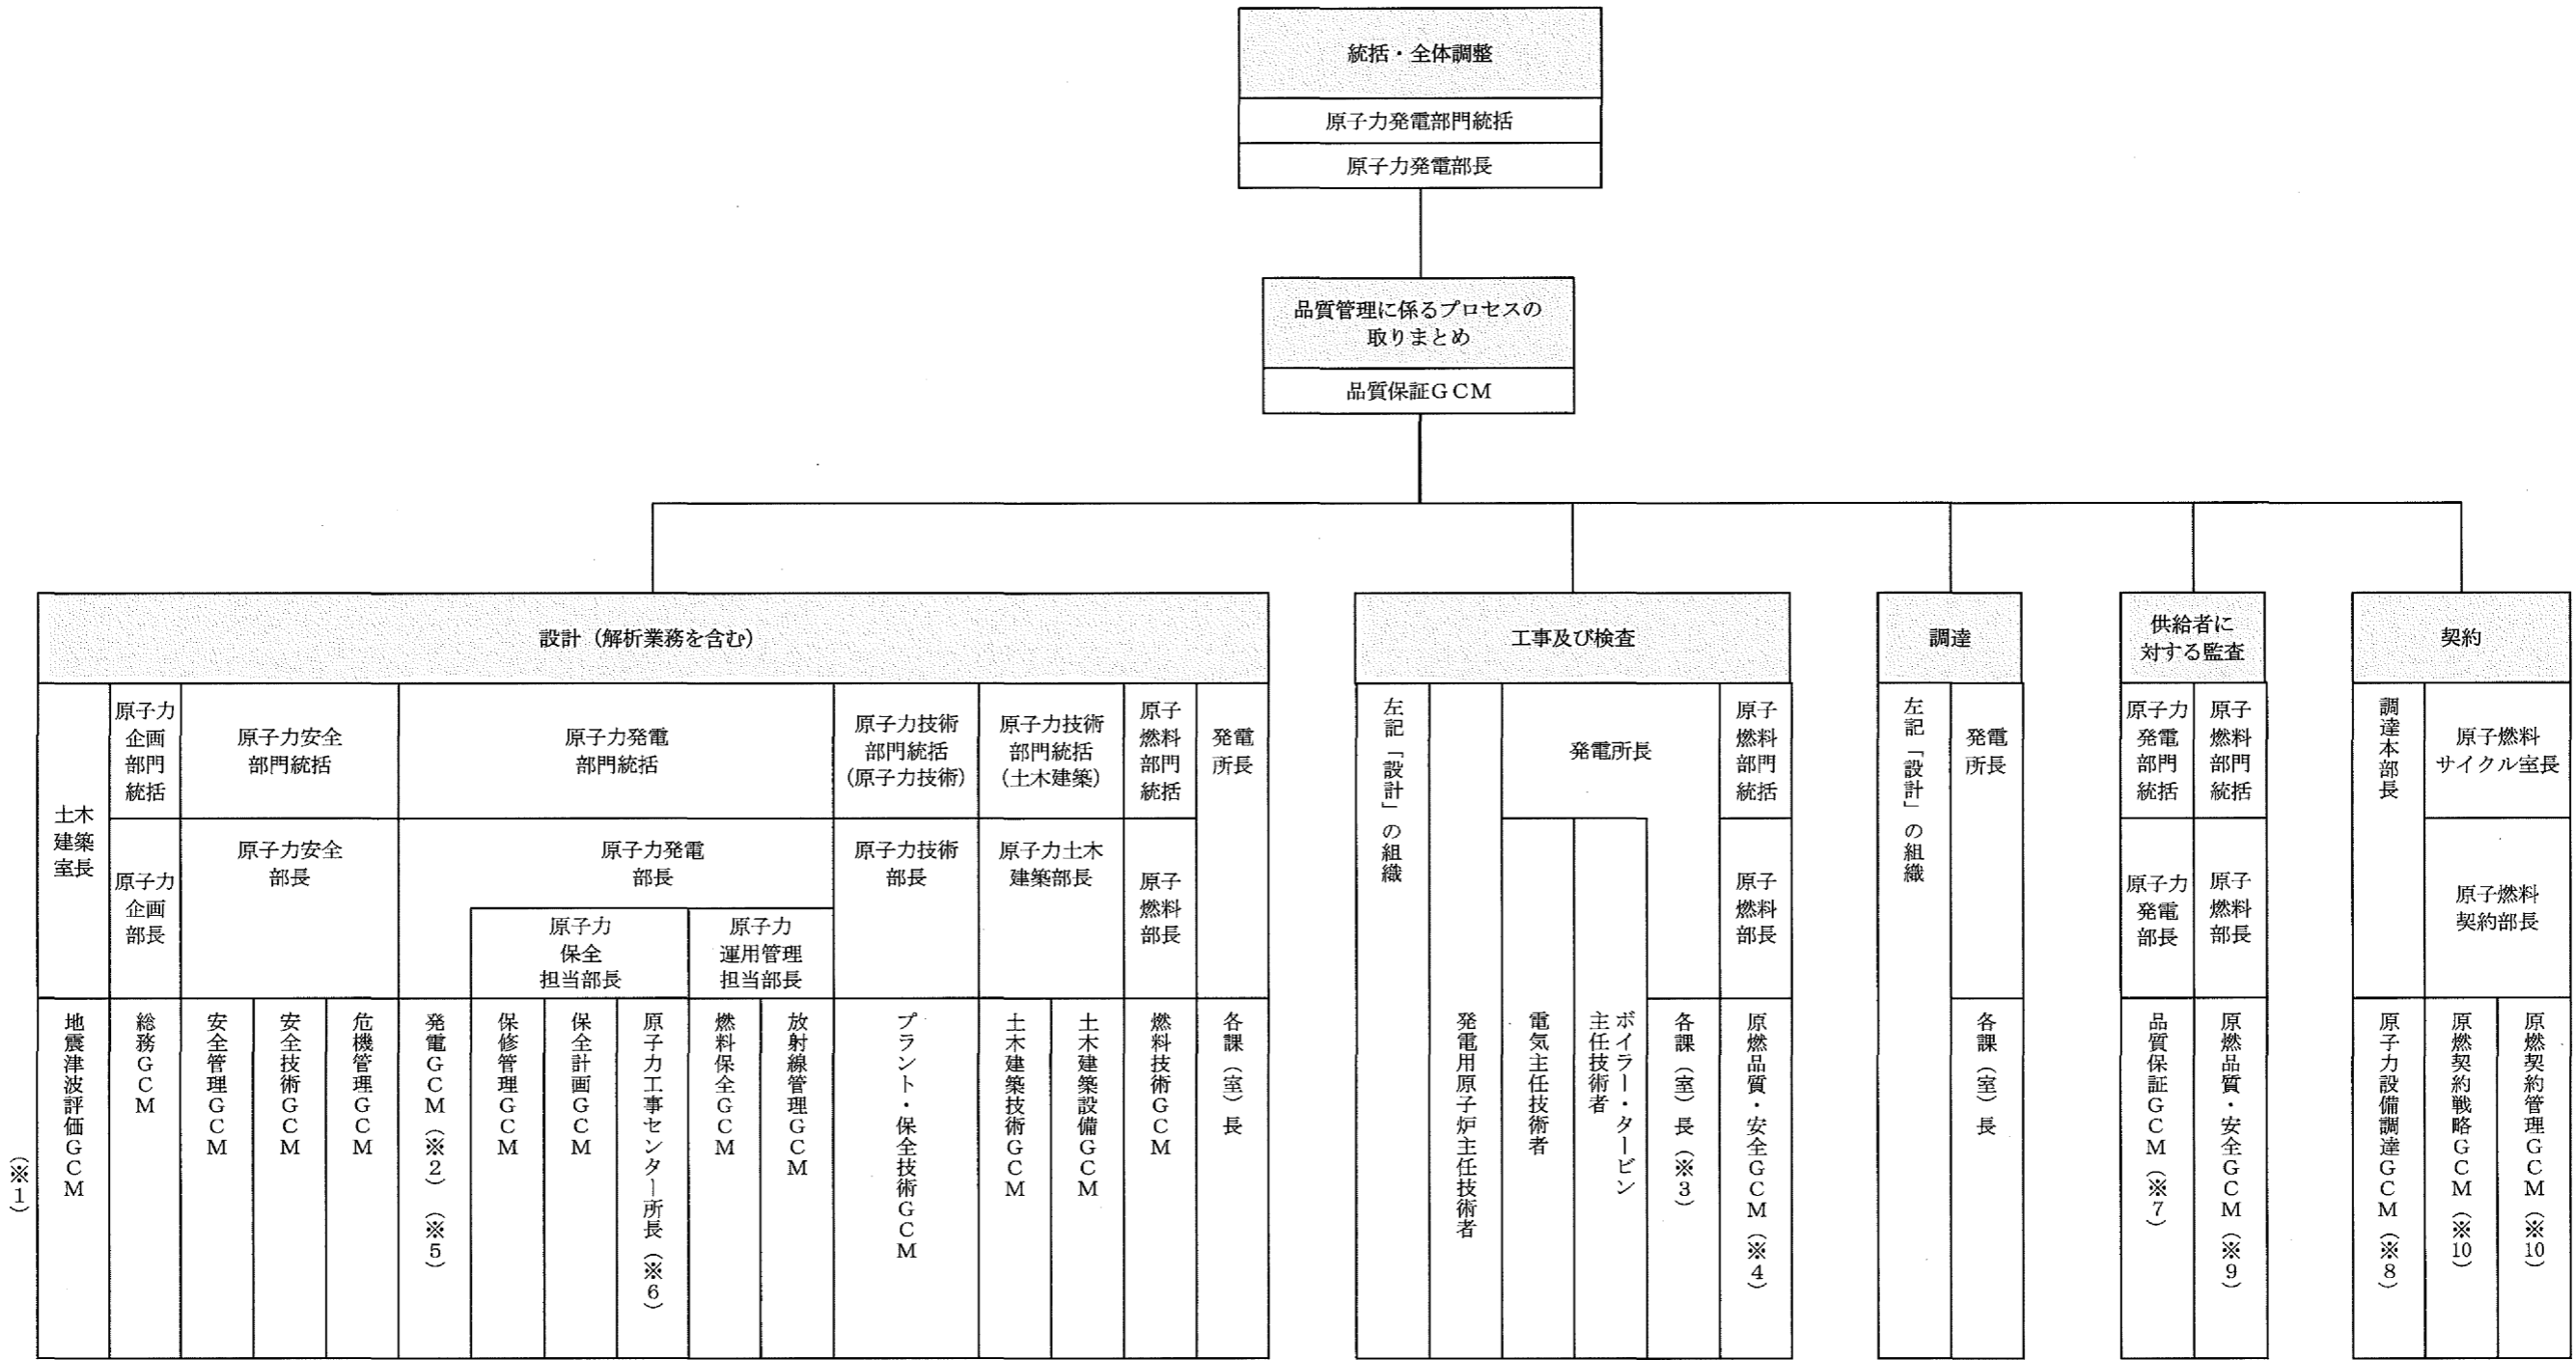 統括・全体調整
原子力発電部門統括
原子力発電部長
品質管理に係るプロセスの
取りまとめ
品質保証GCM
設計（解析業務を含む）
土木
建築
室長
原子力
企画
部門
統括
原子力安全
部門統括
原子力発電
部門統括
原子力技術
部門統括
（原子力技術）
原子力技術
部門統括
（土木建築）
原子
燃料
部門
統括
発電
所長
原子力
企画
部長
原子力安全
部長
原子力発電
部長
原子力
保全
担当部長
原子力
運用管理
担当部長
原子力技術
部長
原子力土木
建築部長
原子
燃料
部長
（※1）
地震津波評価GCM
総務GCM
安全管理GCM
安全技術GCM
危機管理GCM
発電GCM（※2）（※5）
保修管理GCM
保全計画GCM
原子力工事センター所長（※6）
燃料保全GCM
放射線管理GCM
プラント・保全技術GCM
土木建築技術GCM
土木建築設備GCM
燃料技術GCM
各課（室）長
工事及び検査
左記「設計」の組織
発電所長
原子
燃料
部門
統括
原子
燃料
部長
発電用原子炉主任技術者
電気主任技術者
ボイラー・タービン
主任技術者
各課（室）長（※3）
原燃品質・安全GCM（※4）
調達
左記「設計」の組織
発電
所長
各課（室）長
供給者に
対する監査
原子力
発電
部門
統括
原子
燃料
部門
統括
原子力
発電
部長
原子
燃料
部長
品質保証GCM（※7）
原燃品質・安全GCM（※9）
契約
調達本部長
原子燃料
サイクル室長
原子燃料
契約部長
原子力設備調達GCM（※8）
原燃契約戦略GCM（※10）
原燃契約管理GCM（※10）